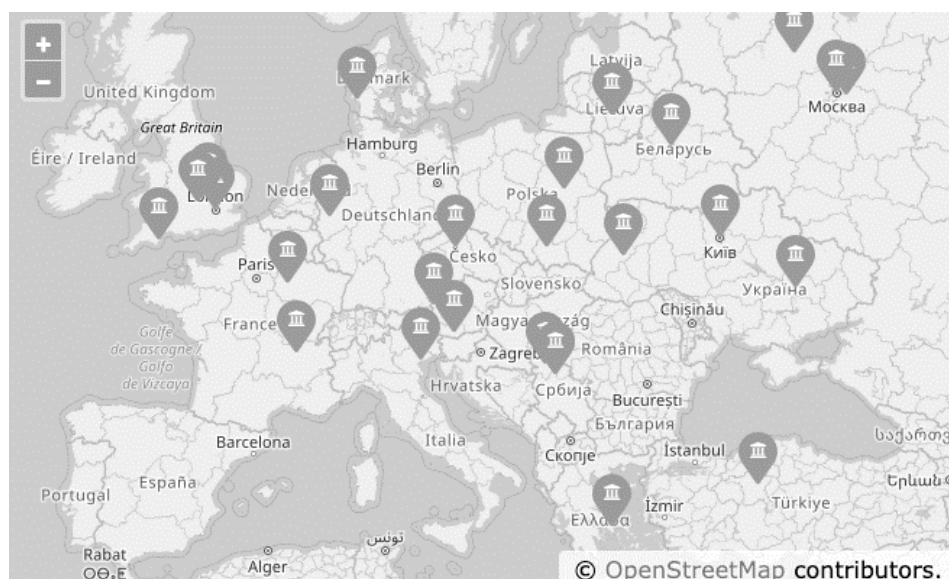 +
−
Latvija
Danmark
United Kingdom
Lietuva
Москва
Great Britain
Hamburg
Беларусь
Éire / Ireland
Berlin
London
Polska
Deutschland
Česko
Київ
Paris
Slovensko
Україна
Chișinău
Magyarország
France
Golfe
de Gascogne /
Golfo
de Vizcaya
România
Zagreb
Hrvatska
Србија
București
България
Barcelona
Italia
Скопје
İstanbul
España
Portugal
Türkiye
İzmir
Ελλάδα
تونس
Rabat
Alger
© OpenStreetMap contributors.